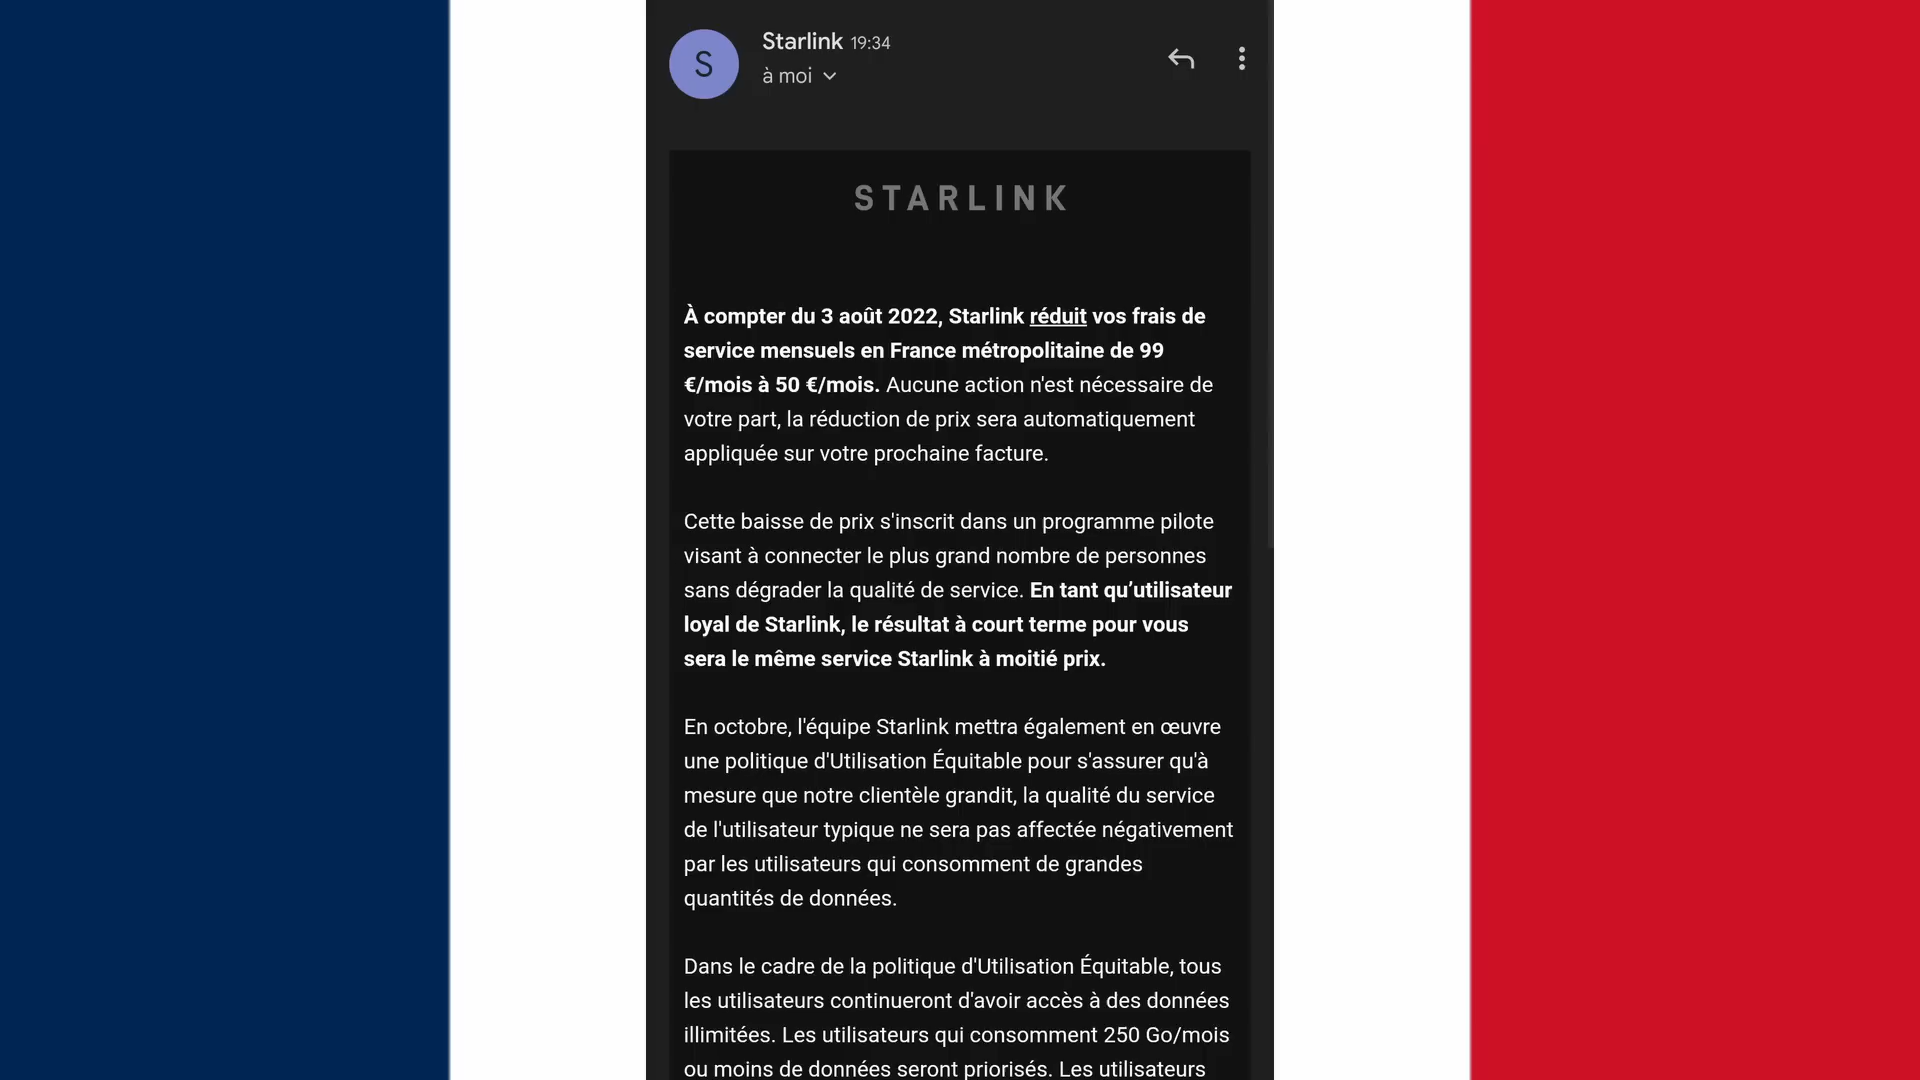 S
Starlink 19:34
à moi
STARLINK
À compter du 3 août 2022, Starlink réduit vos frais de
service mensuels en France métropolitaine de 99
€/mois à 50 €/mois. Aucune action n'est nécessaire de
votre part, la réduction de prix sera automatiquement
appliquée sur votre prochaine facture.
Cette baisse de prix s'inscrit dans un programme pilote
visant à connecter le plus grand nombre de personnes
sans dégrader la qualité de service. En tant qu’utilisateur
loyal de Starlink, le résultat à court terme pour vous
sera le même service Starlink à moitié prix.
En octobre, l'équipe Starlink mettra également en œuvre
une politique d'Utilisation Équitable pour s'assurer qu'à
mesure que notre clientèle grandit, la qualité du service
de l'utilisateur typique ne sera pas affectée négativement
par les utilisateurs qui consomment de grandes
quantités de données.
Dans le cadre de la politique d'Utilisation Équitable, tous
les utilisateurs continueront d'avoir accès à des données
illimitées. Les utilisateurs qui consomment 250 Go/mois
ou moins de données seront priorisés. Les utilisateurs